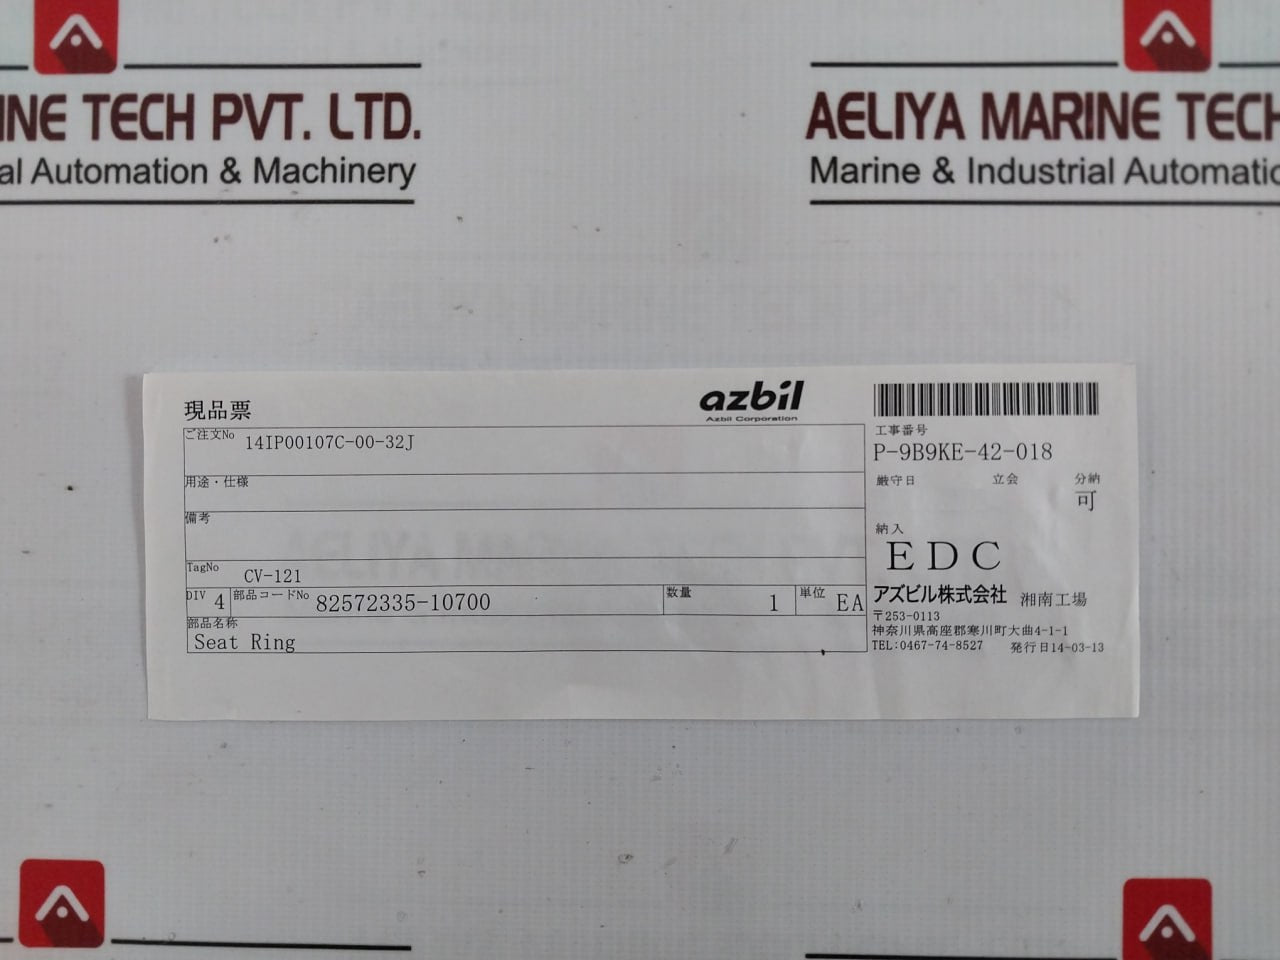 INE TECH PVT. LTD.
al Automation & Machinery
AELIYA MARINE TECH
Marine & Industrial Automatic
現品票
azbil
Azbil Corporation
ご注文No 14IP00107C-00-32J
用途・仕様
備考
TagNo CV-121
DIV 4 部品コードNo 82572335-10700 数量 1 単位 EA
部品名称
Seat Ring
工事番号
P-9B9KE-42-018
厳守日 立会 分納
可
納入
EDC
アズビル株式会社 湘南工場
〒253-0113
神奈川県高座郡寒川町大曲4-1-1
TEL:0467-74-8527 発行日14-03-13